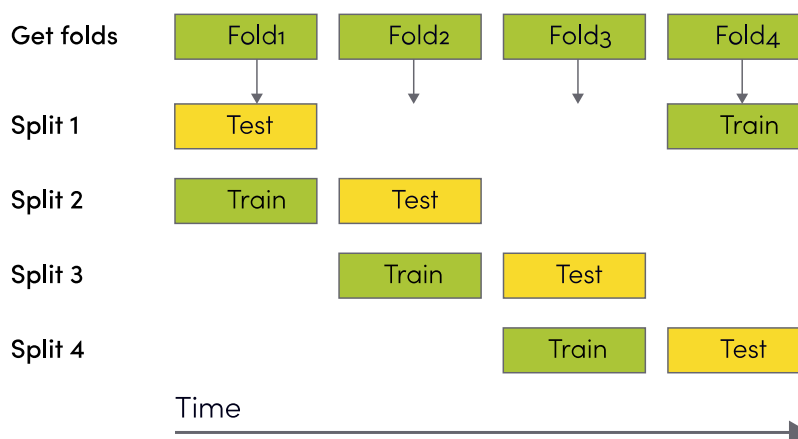 Get folds Fold1 Fold2 Fold3 Fold4
Split 1 Test Train
Split 2 Train Test
Split 3 Train Test
Split 4 Train Test
Time